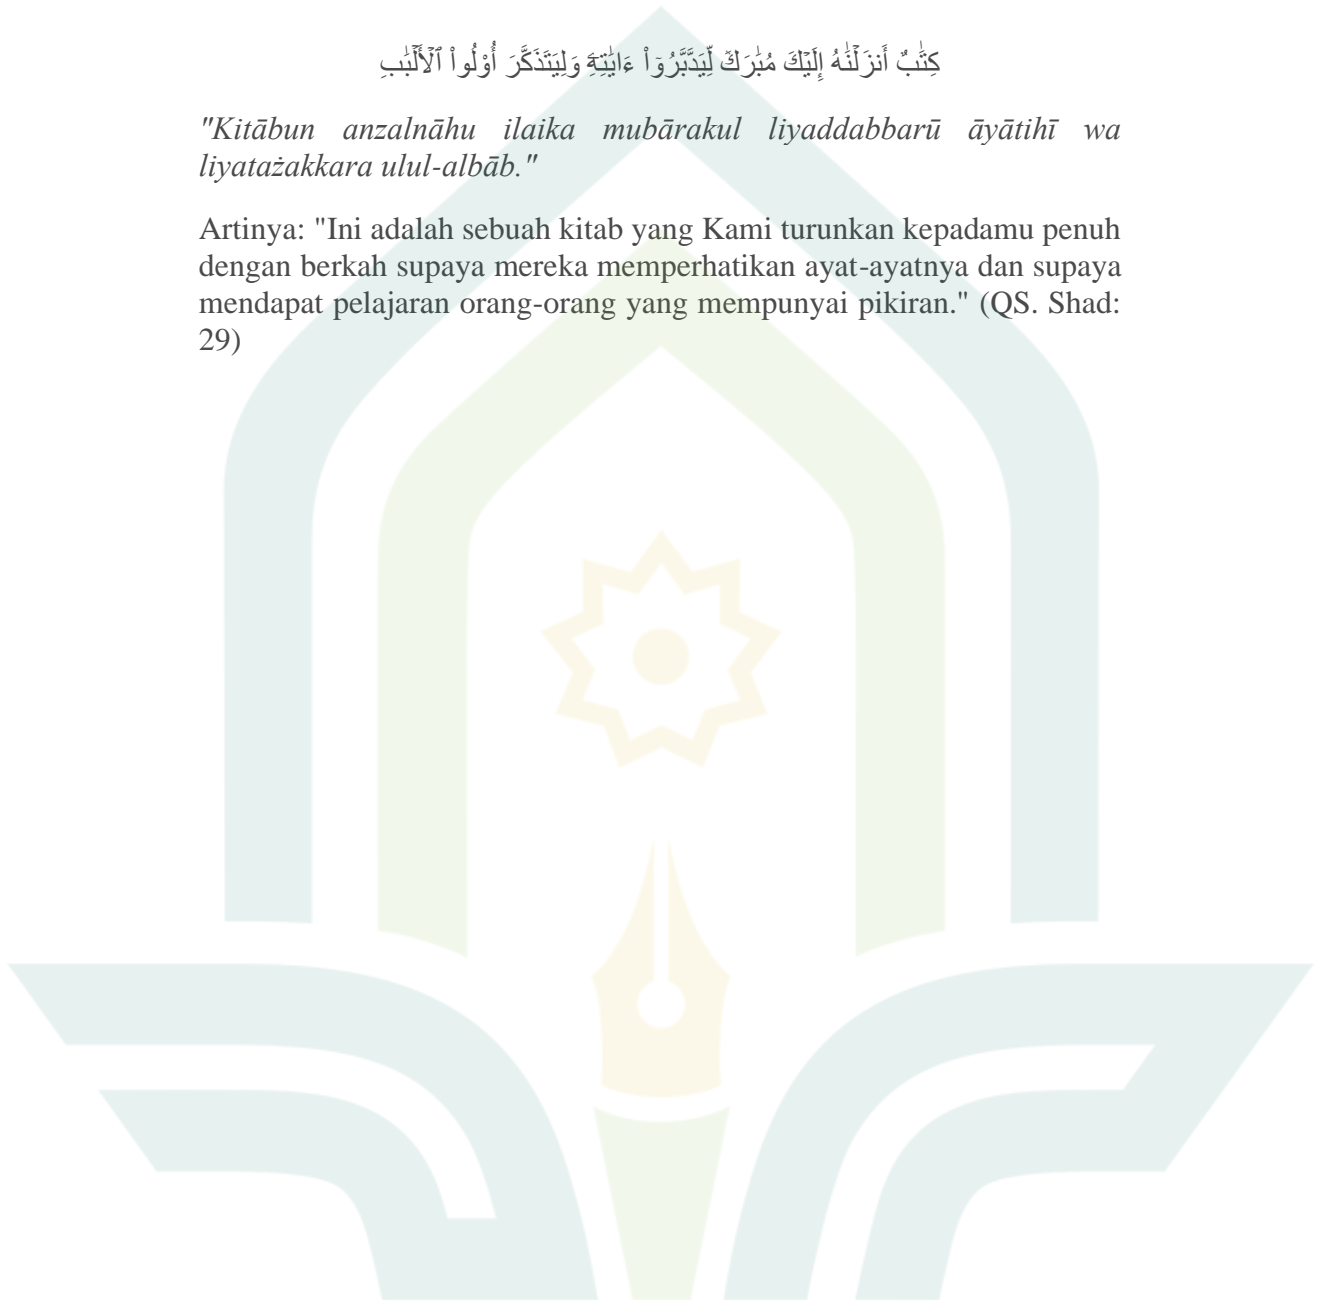 كِتَٰبٌ أَنزَلۡنَٰهُ إِلَيۡكَ مُبَٰرَكٞ لِّيَدَّبَّرُوٓاْ ءَايَٰتِهِۦ وَلِيَتَذَكَّرَ أُوْلُواْ ٱلۡأَلۡبَٰبِ
"Kitābun anzalnāhu ilaika mubārakul liyaddabbarū āyātihī wa
liyatażakkara ulul-albāb."
Artinya: "Ini adalah sebuah kitab yang Kami turunkan kepadamu penuh
dengan berkah supaya mereka memperhatikan ayat-ayatnya dan supaya
mendapat pelajaran orang-orang yang mempunyai pikiran." (QS. Shad:
29)